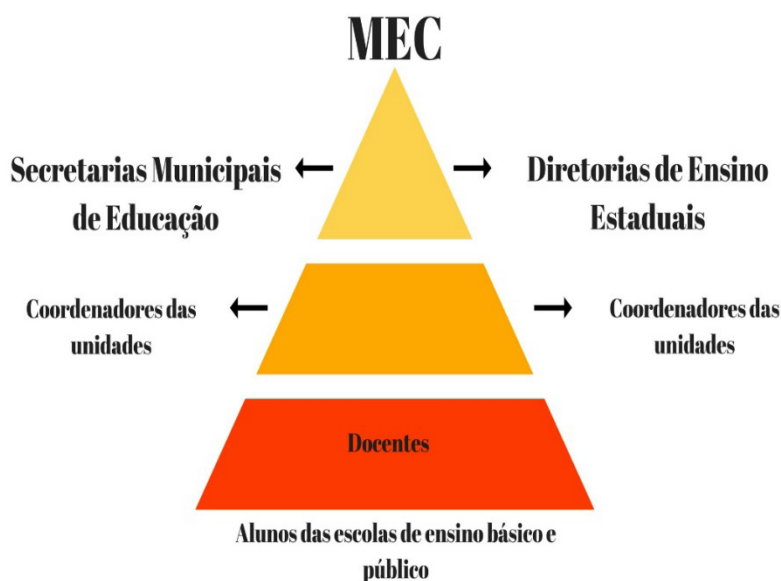 MEC
Secretarias Municipais
de Educação
Diretorias de Ensino
Estaduais
Coordenadores das
unidades
Coordenadores das
unidades
Docentes
Alunos das escolas de ensino básico e
público